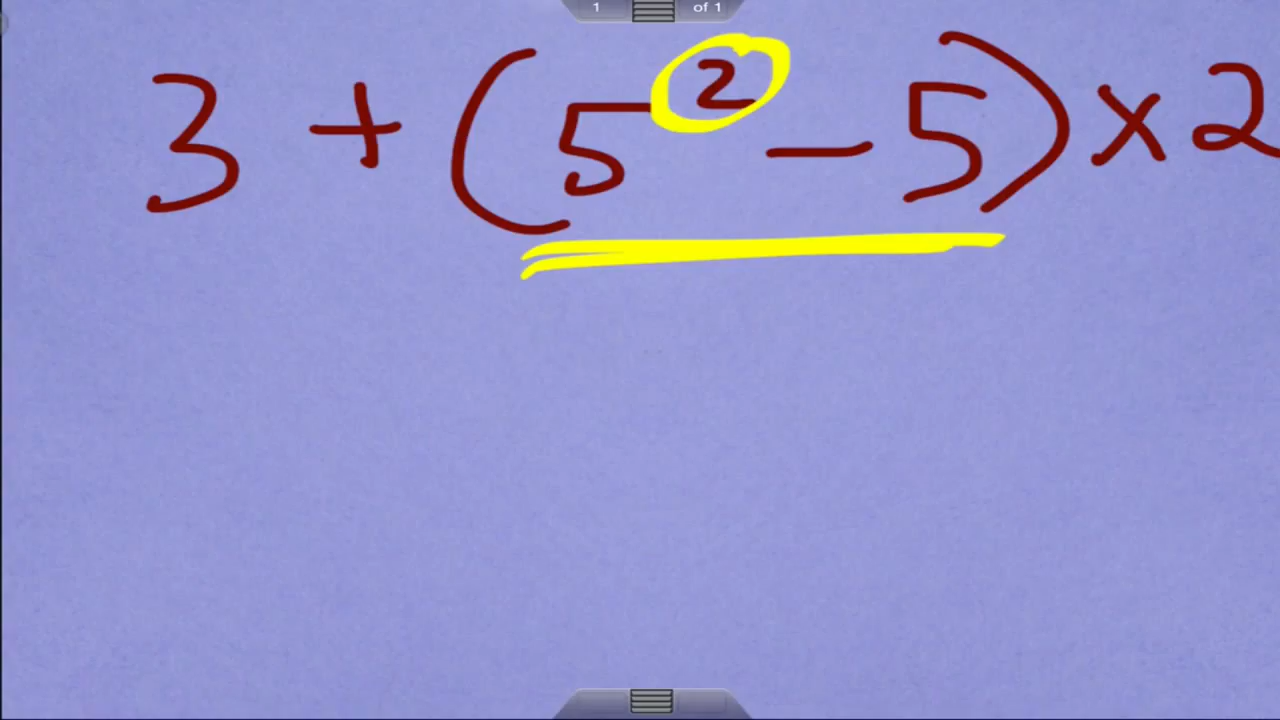 1 of 1
3 + (5² - 5) × 2